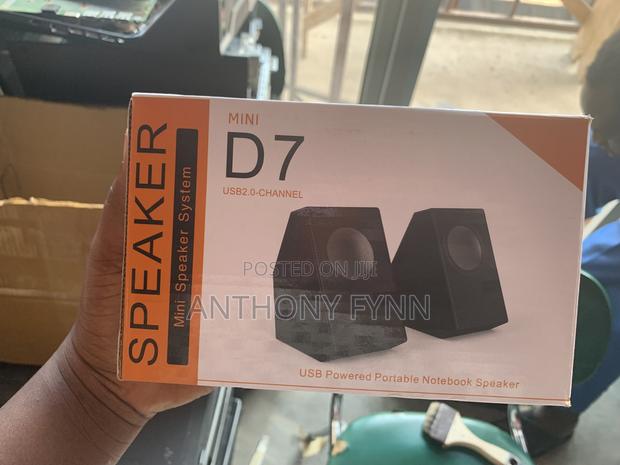 SPEAKER
Mini Speaker System
MINI
D7
USB2.0-CHANNEL
POSTED ON JIJI
ANTHONY FYNN
USB Powered Portable Notebook Speaker